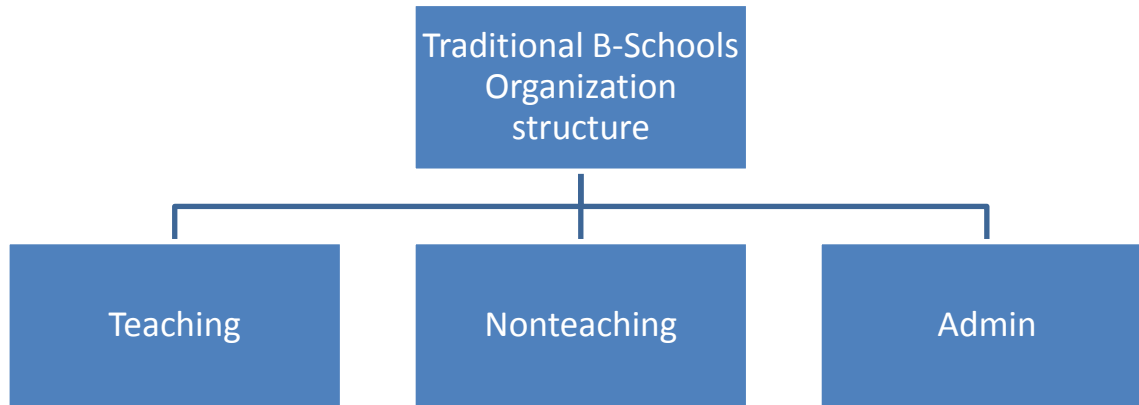 Traditional B-Schools
Organization
structure
Teaching
Nonteaching
Admin